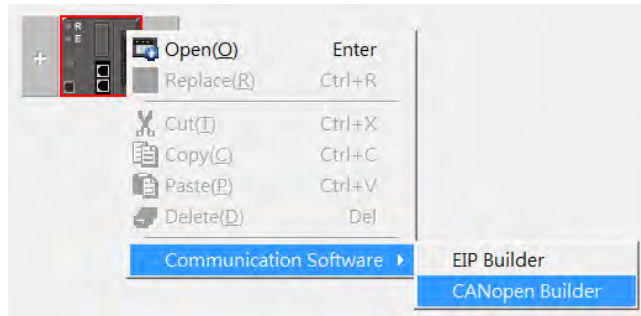 R
E
Open(O) Enter
Replace(R) Ctrl+R
Cut(T) Ctrl+X
Copy(C) Ctrl+C
Paste(P) Ctrl+V
Delete(D) Del
Communication Software
EIP Builder
CANopen Builder